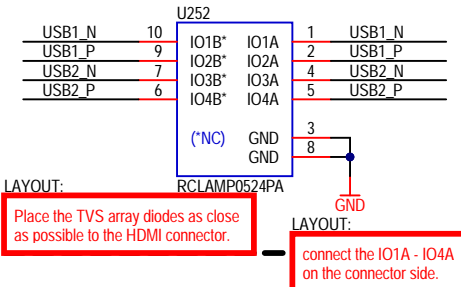 U252
USB1_N 10 IO1B* IO1A 1 USB1_N
USB1_P 9 IO2B* IO2A 2 USB1_P
USB2_N 7 IO3B* IO3A 4 USB2_N
USB2_P 6 IO4B* IO4A 5 USB2_P
(*NC) GND 3
GND 8
RCLAMP0524PA
GND
LAYOUT:
Place the TVS array diodes as close
as possible to the HDMI connector.
LAYOUT:
connect the IO1A - IO4A
on the connector side.